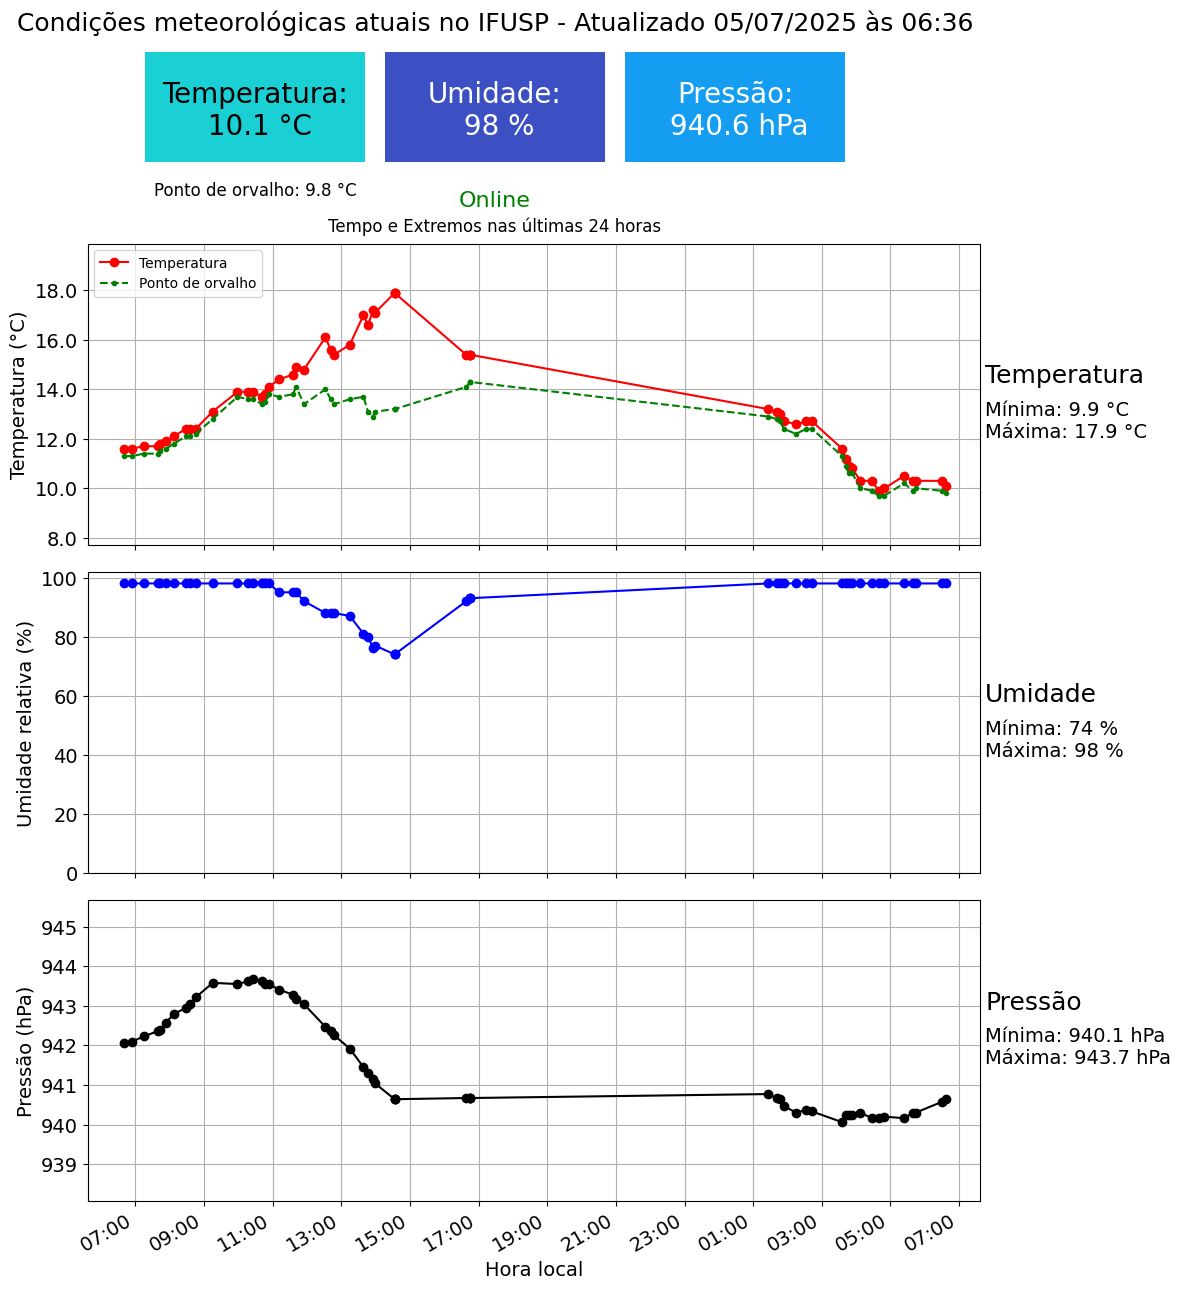 Condições meteorológicas atuais no IFUSP - Atualizado 05/07/2025 às 06:36
Temperatura:
10.1 °C
Umidade:
98 %
Pressão:
940.6 hPa
Ponto de orvalho: 9.8 °C
Online
Tempo e Extremos nas últimas 24 horas
Temperatura
Ponto de orvalho
Temperatura (°C)
18.0
16.0
14.0
12.0
10.0
8.0
Temperatura
Mínima: 9.9 °C
Máxima: 17.9 °C
Umidade relativa (%)
100
80
60
40
20
0
Umidade
Mínima: 74 %
Máxima: 98 %
Pressão (hPa)
945
944
943
942
941
940
939
Pressão
Mínima: 940.1 hPa
Máxima: 943.7 hPa
07:00 09:00 11:00 13:00 15:00 17:00 19:00 21:00 23:00 01:00 03:00 05:00 07:00
Hora local